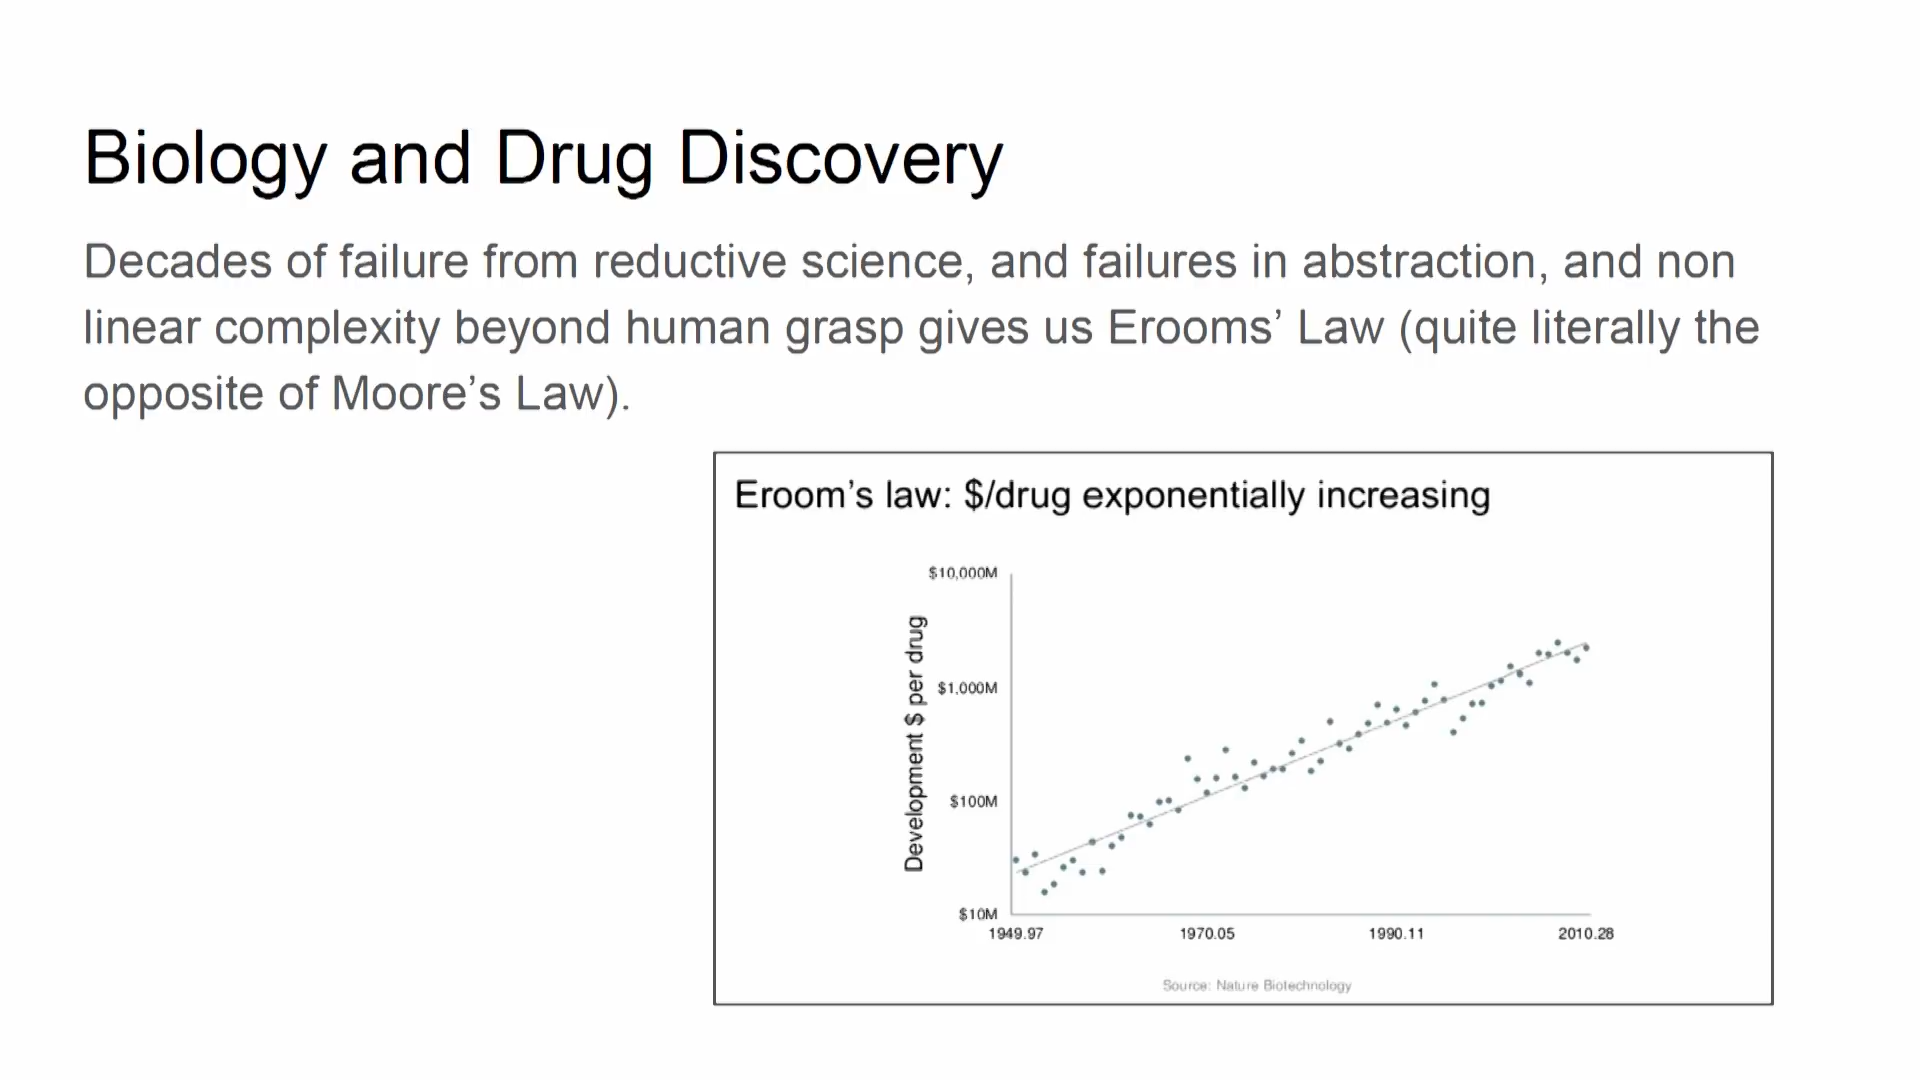 Biology and Drug Discovery
Decades of failure from reductive science, and failures in abstraction, and non
linear complexity beyond human grasp gives us Erooms’ Law (quite literally the
opposite of Moore’s Law).
Eroom’s law: $/drug exponentially increasing
Development $ per drug
$10,000M
$1,000M
$100M
$10M
1949.97 1970.05 1990.11 2010.28
Source: Nature Biotechnology